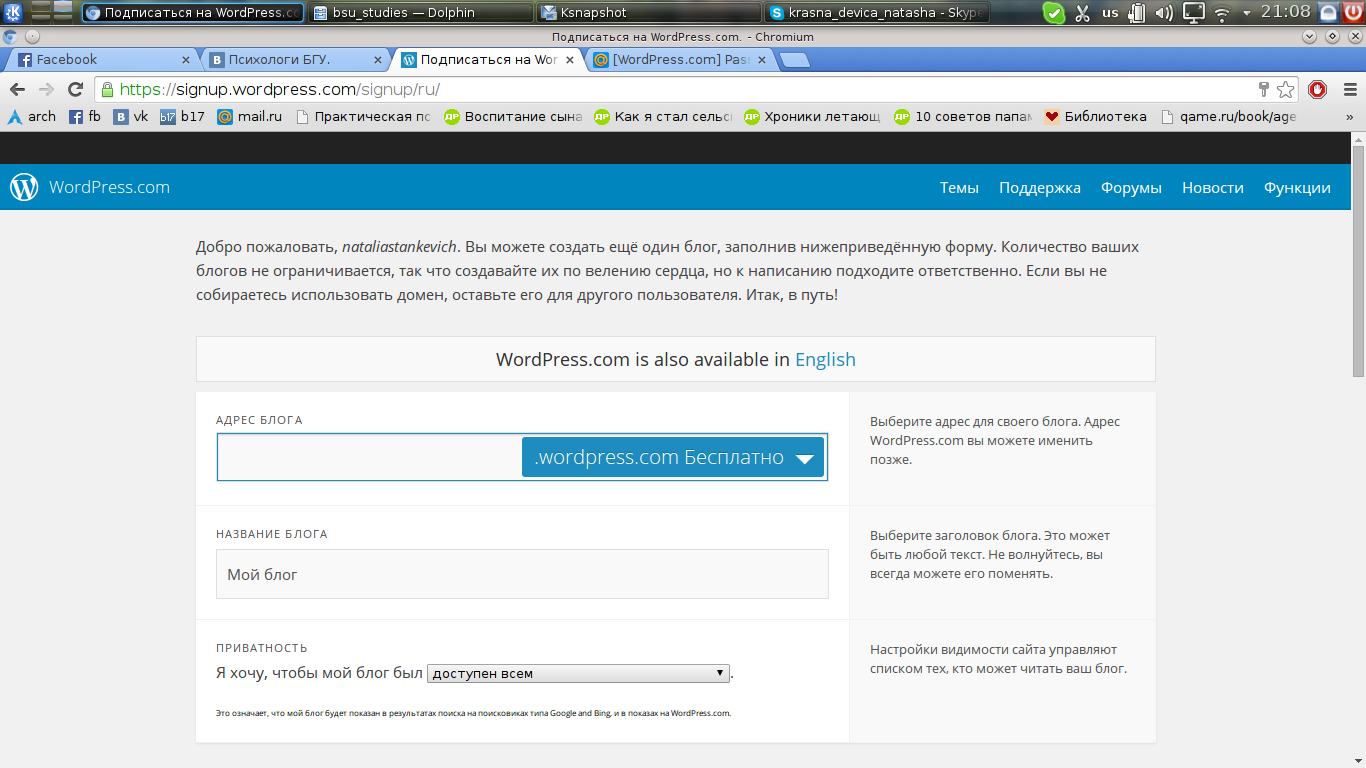 Подписаться на WordPress.co
bsu_studies — Dolphin
Ksnapshot
krasna_devica_natasha - Skype
us
21:08
Подписаться на WordPress.com. - Chromium
Facebook
Психологи БГУ.
Подписаться на Wor
[WordPress.com] Pas
https://signup.wordpress.com/signup/ru/
arch
fb
vk
b17
mail.ru
Практическая пс
Воспитание сына
Как я стал сельс
Хроники летающ
10 советов папам
Библиотека
qame.ru/book/age
»
WordPress.com
Темы
Поддержка
Форумы
Новости
Функции
Добро пожаловать, nataliastankevich. Вы можете создать ещё один блог, заполнив нижеприведённую форму. Количество ваших
блогов не ограничивается, так что создавайте их по велению сердца, но к написанию подходите ответственно. Если вы не
собираетесь использовать домен, оставьте его для другого пользователя. Итак, в путь!
WordPress.com is also available in English
АДРЕС БЛОГА
.wordpress.com Бесплатно
Выберите адрес для своего блога. Адрес
WordPress.com вы можете именить
позже.
НАЗВАНИЕ БЛОГА
Мой блог
Выберите заголовок блога. Это может
быть любой текст. Не волнуйтесь, вы
всегда можете его поменять.
ПРИВАТНОСТЬ
Я хочу, чтобы мой блог был доступен всем.
Это означает, что мой блог будет показан в результатах поиска на поисковиках типа Google and Bing, и в показах на WordPress.com.
Настройки видимости сайта управляют
списком тех, кто может читать ваш блог.